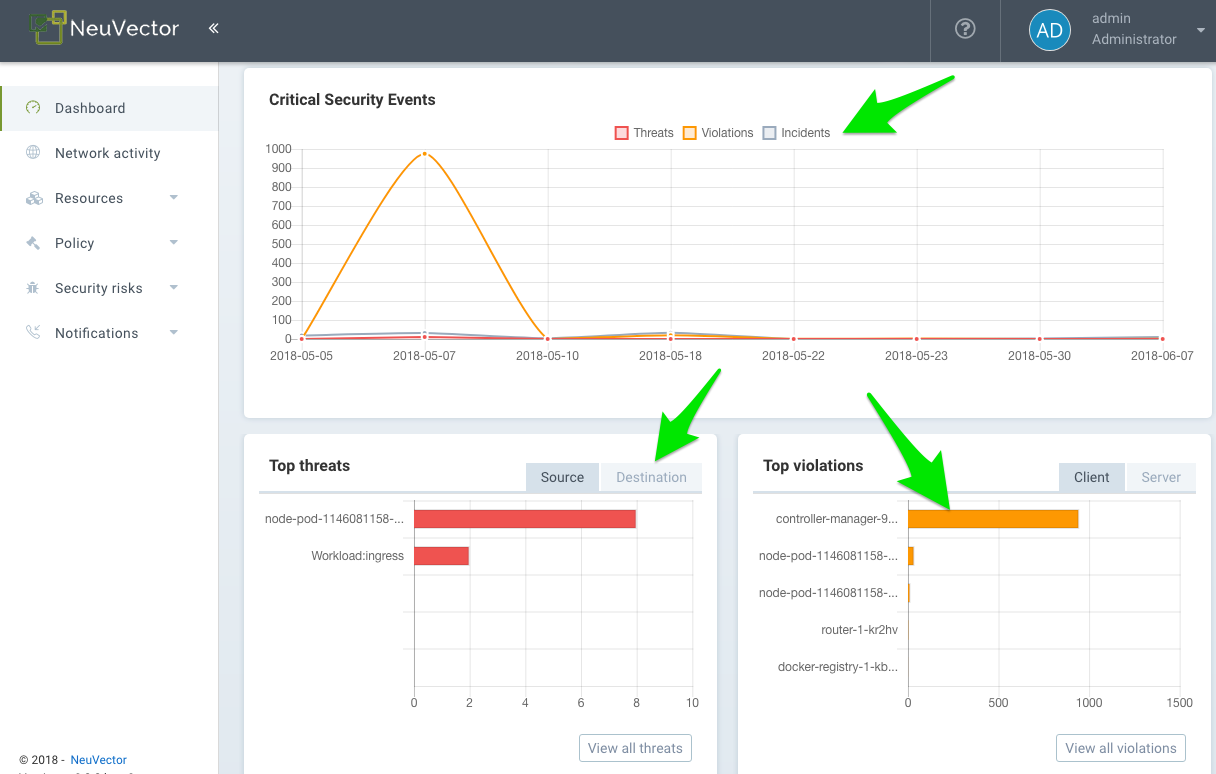 NeuVector
«
?
AD
admin
Administrator
Dashboard
Network activity
Resources
Policy
Security risks
Notifications
© 2018 - NeuVector
Critical Security Events
Threats Violations Incidents
1000
900
800
700
600
500
400
300
200
100
0
2018-05-05 2018-05-07 2018-05-10 2018-05-18 2018-05-22 2018-05-23 2018-05-30 2018-06-07
Top threats
Source Destination
node-pod-1146081158-...
Workload:ingress
0 2 4 6 8 10
View all threats
Top violations
Client Server
controller-manager-9...
node-pod-1146081158-...
node-pod-1146081158-...
router-1-kr2hv
docker-registry-1-kb...
0 500 1000 1500
View all violations